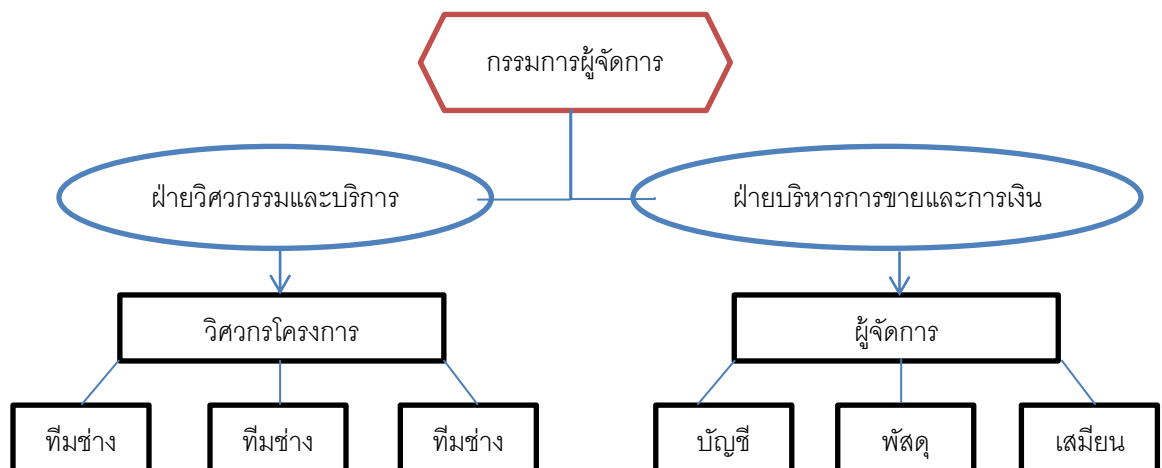 กรรมการผู้จัดการ
ฝ่ายวิศวกรรมและบริการ
ฝ่ายบริหารการขายและการเงิน
วิศวกรโครงการ
ผู้จัดการ
ทีมช่าง
ทีมช่าง
ทีมช่าง
บัญชี
พัสดุ
เสมียน